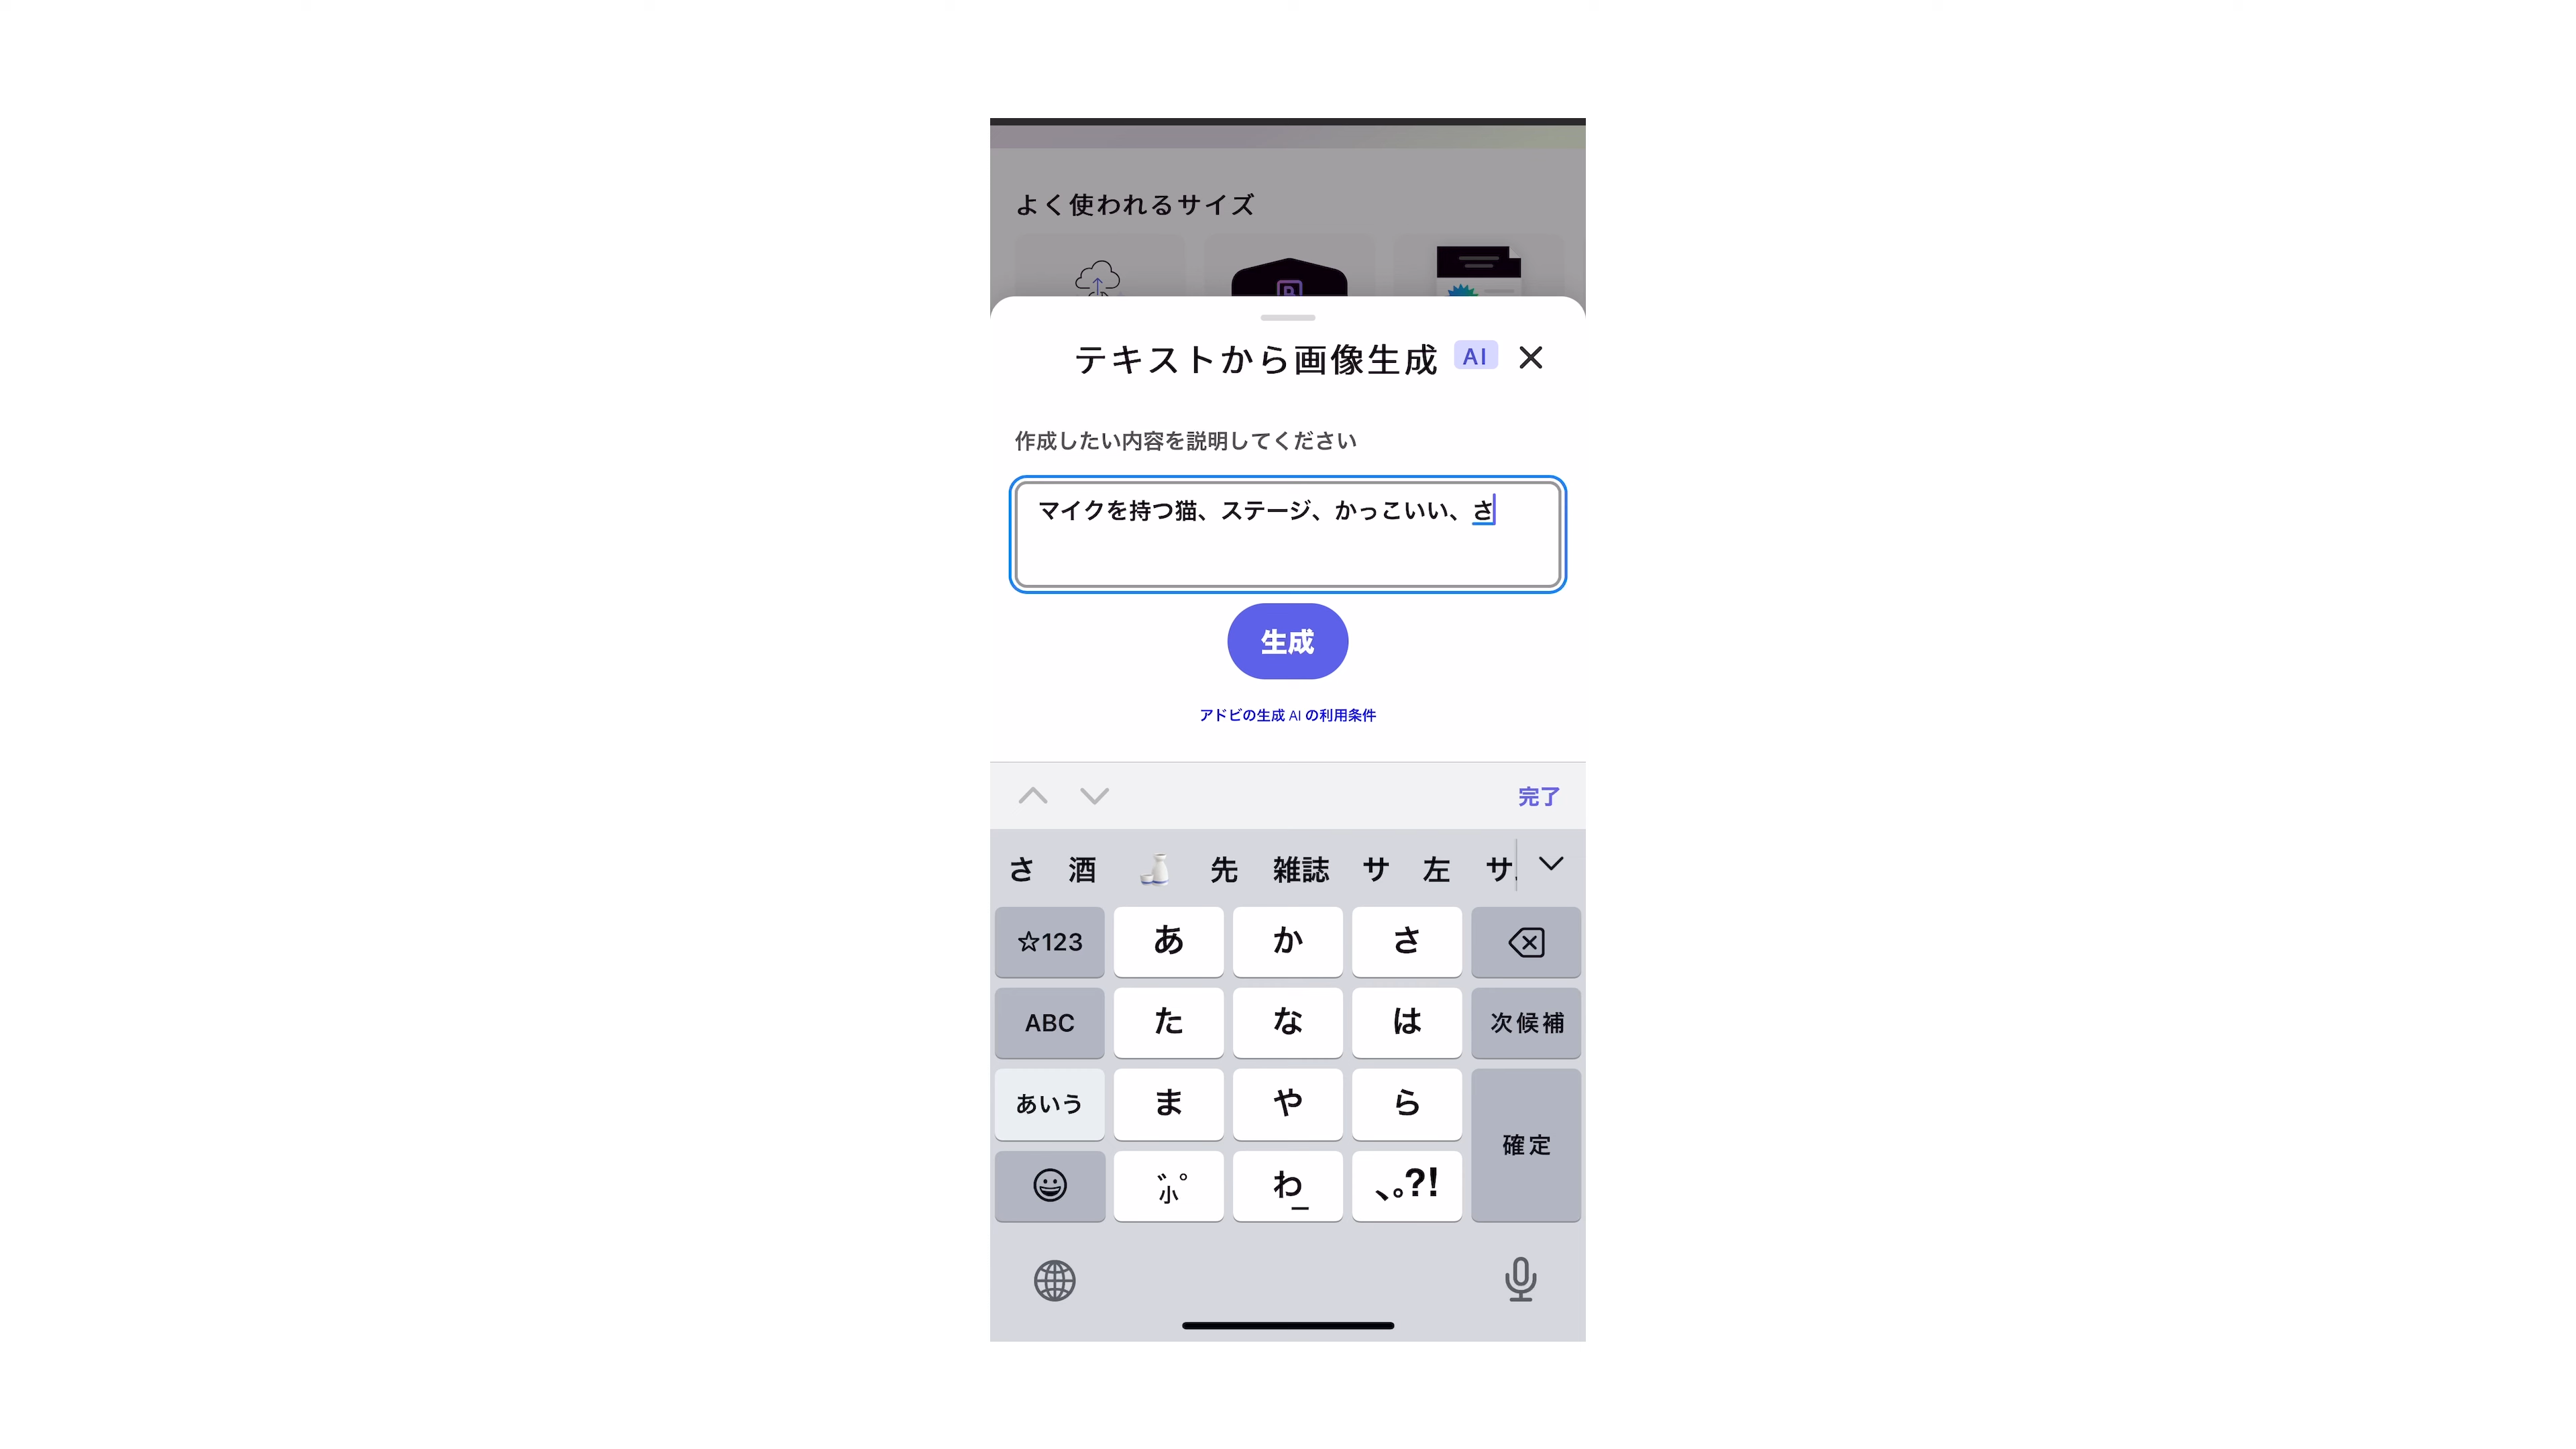 よく使われるサイズ
テキストから画像生成 AI
作成したい内容を説明してください
マイクを持つ猫、ステージ、かっこいい、さ
生成
アドビの生成 AI の利用条件
完了
さ 酒 先 雑誌 サ 左 サ
☆123 あ か さ
ABC た な は 次候補
あいう ま や ら 確定
゛゜小 わ_ 、。?!